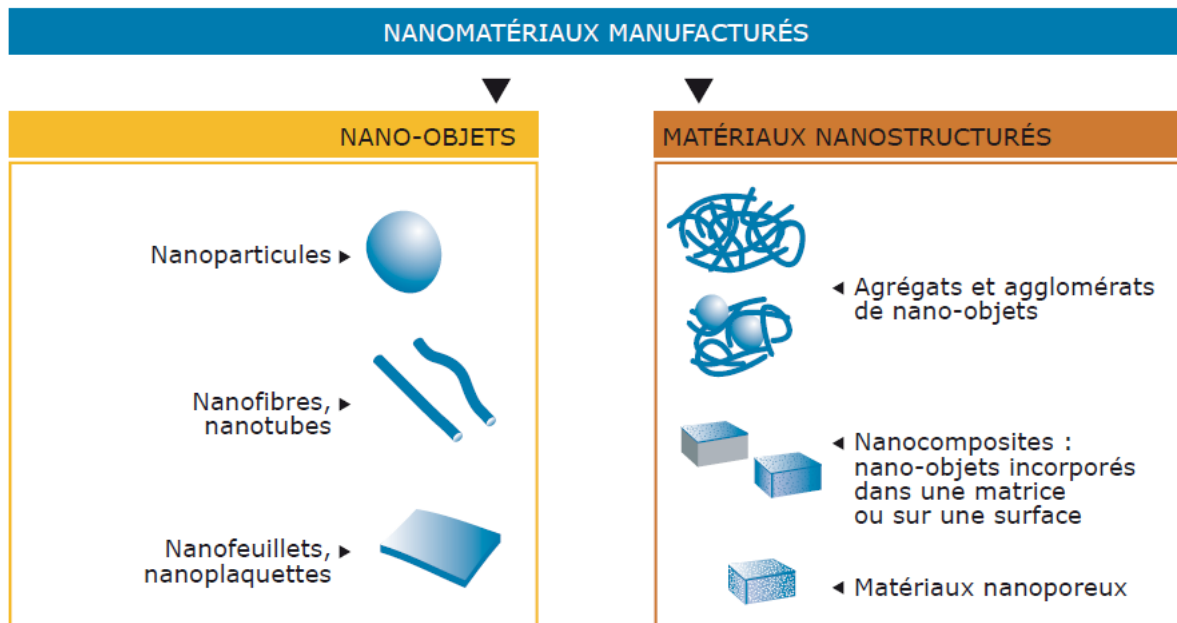 NANOMATÉRIAUX MANUFACTURÉS
NANO-OBJETS
Nanoparticules
Nanofibres,
nanotubes
Nanofeuillets,
nanoplaquettes
MATÉRIAUX NANOSTRUCTURÉS
Agrégats et agglomérats
de nano-objets
Nanocomposites :
nano-objets incorporés
dans une matrice
ou sur une surface
Matériaux nanoporeux